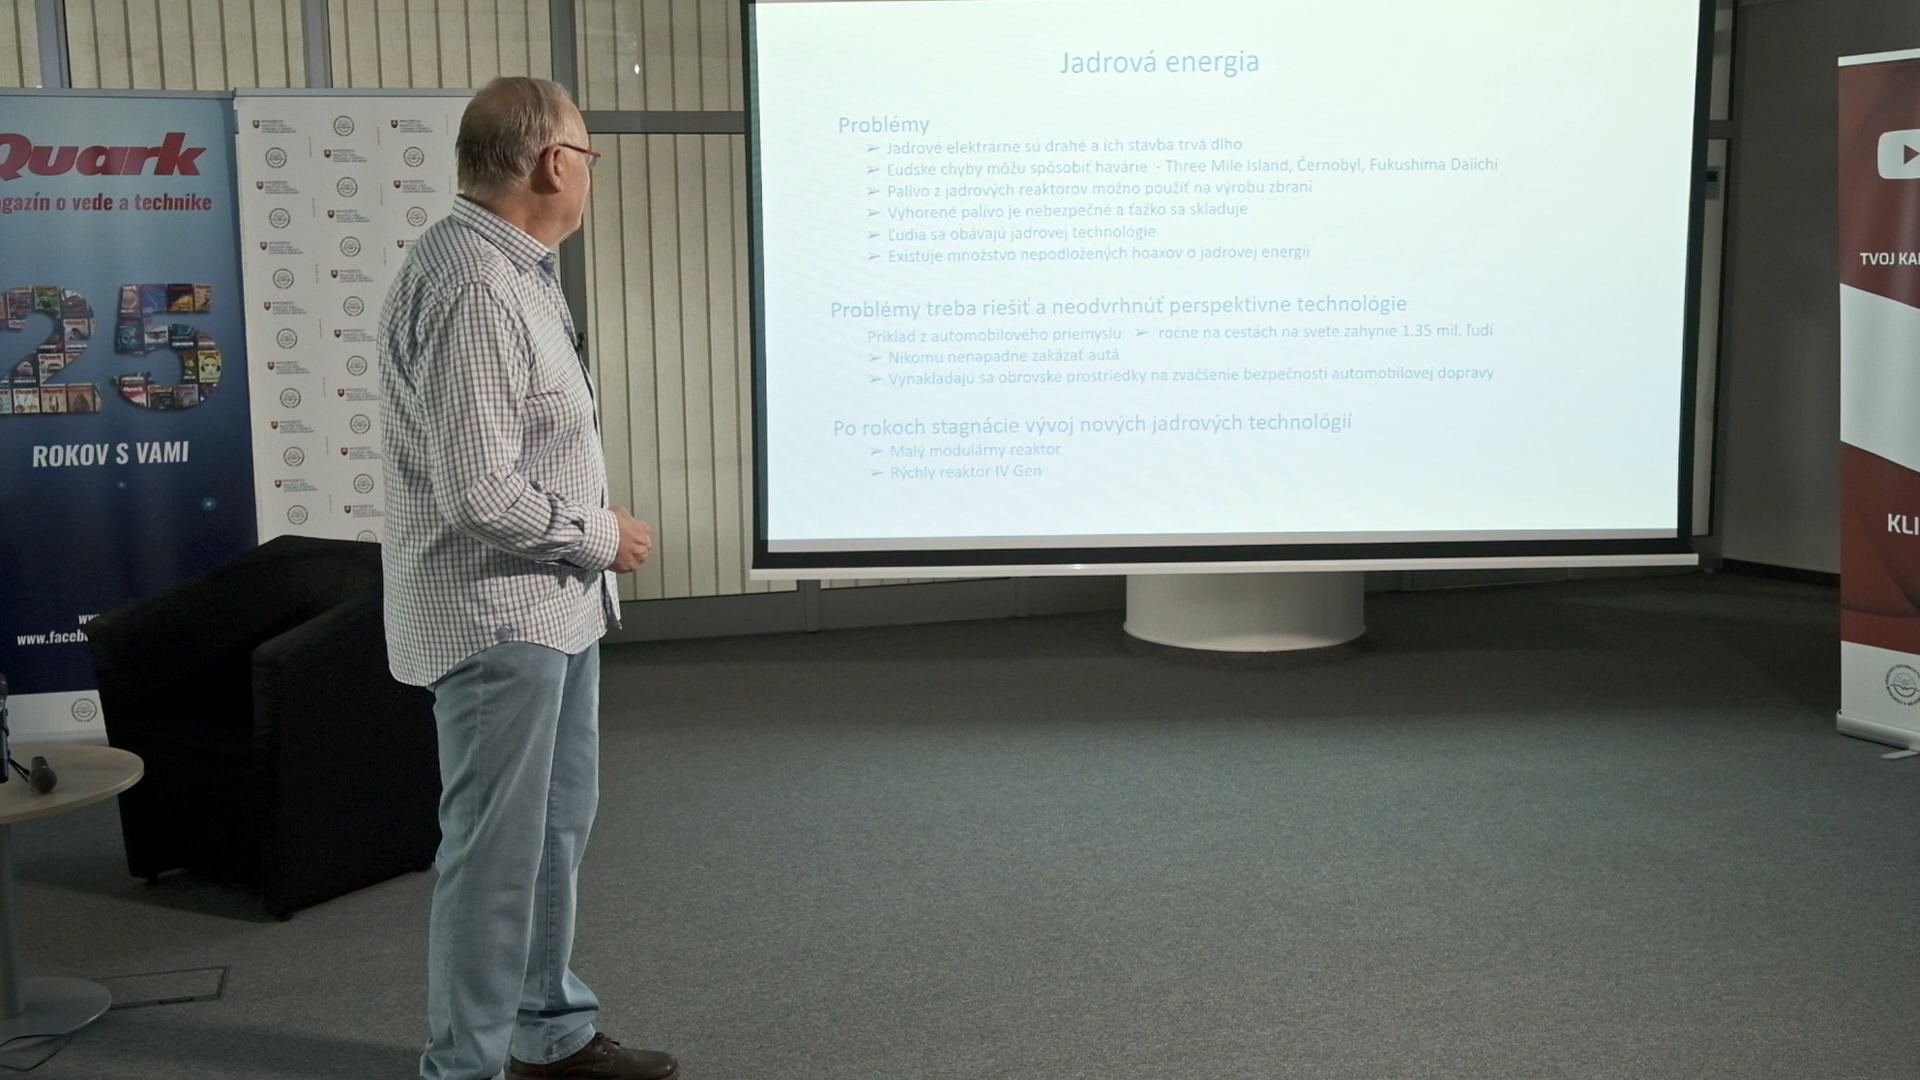 Quark
agazín o vede a technike
25
ROKOV S VAMI
www.faceb
Jadrová energia
Problémy
➢ Jadrové elektrárne sú drahé a ich stavba trvá dlho
➢ Ľudské chyby môžu spôsobiť havárie - Three Mile Island, Černobyl, Fukushima Daiichi
➢ Palivo z jadrových reaktorov možno použiť na výrobu zbraní
➢ Vyhorené palivo je nebezpečné a ťažko sa skladuje
➢ Ľudia sa obávajú jadrovej technológie
➢ Existuje množstvo nepodložených hoaxov o jadrovej energii
Problémy treba riešiť a neodvrhnúť perspektivne technológie
Príklad z automobilového priemyslu ➢ ročne na cestách na svete zahynie 1.35 mil. ľudí
➢ Nikomu nenapadne zakázať autá
➢ Vynakladajú sa obrovské prostriedky na zväčšenie bezpečnosti automobilovej dopravy
Po rokoch stagnácie vývoj nových jadrových technológií
➢ Malý modulárny reaktor
➢ Rýchly reaktor IV Gen
TVOJ KA
KLI